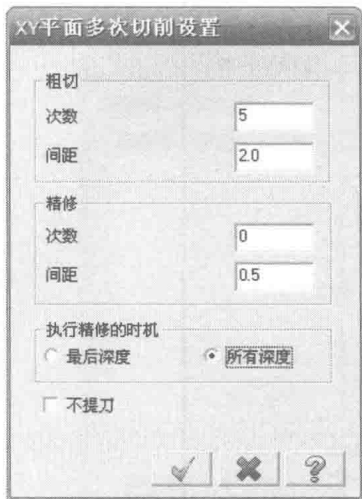 XY平面多次切削设置
粗切
次数 5
间距 2.0
精修
次数 0
间距 0.5
执行精修的时机
最后深度 所有深度
不提刀